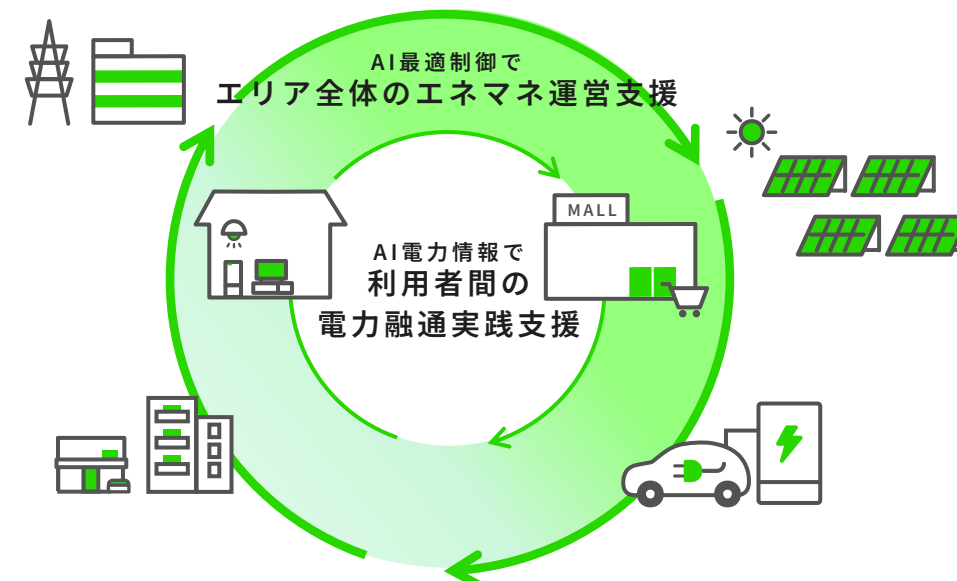 AI最適制御で
エリア全体のエネマネ運営支援
MALL
AI電力情報で
利用者間の
電力融通実践支援